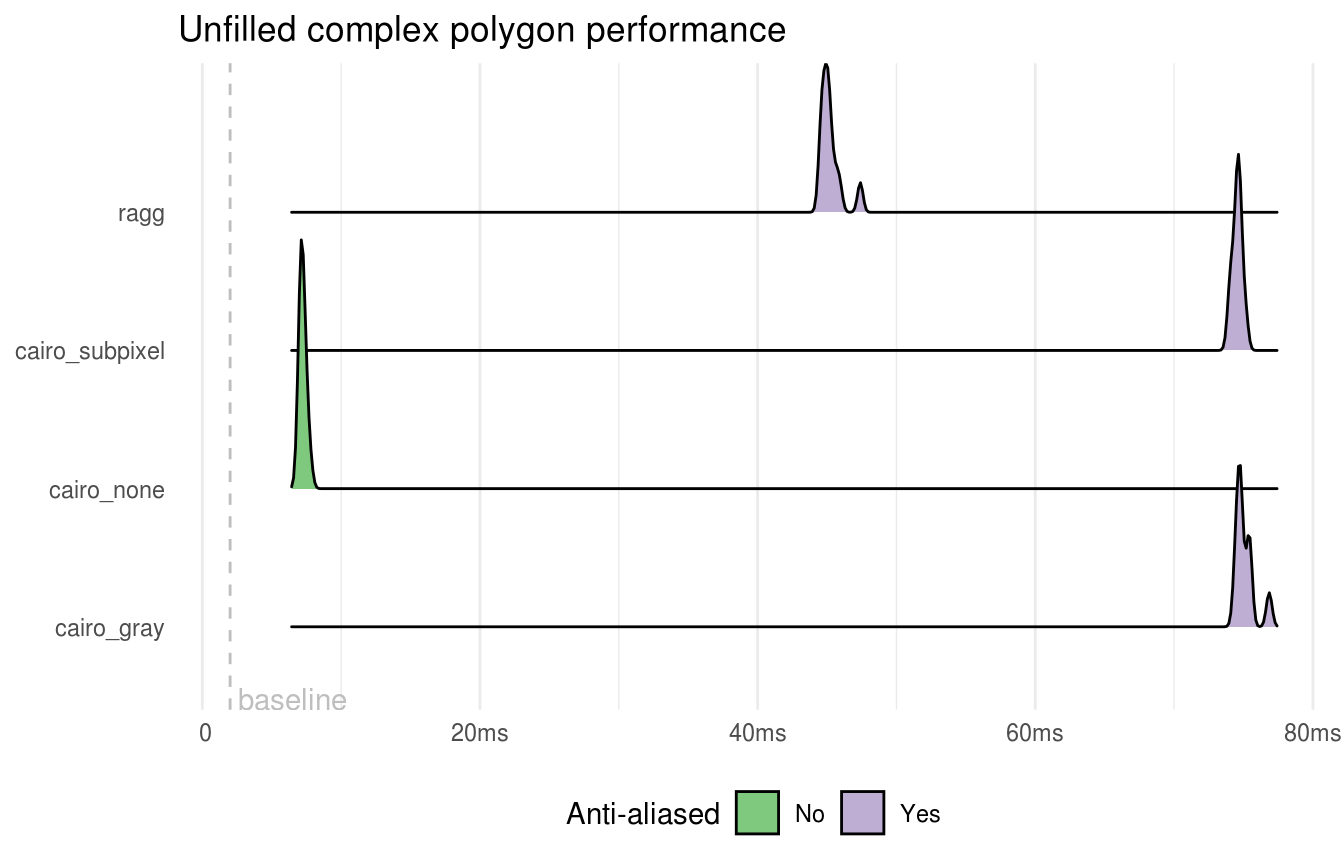 Unfilled complex polygon performance
ragg
cairo_subpixel
cairo_none
cairo_gray
baseline
0 20ms 40ms 60ms 80ms
Anti-aliased No Yes